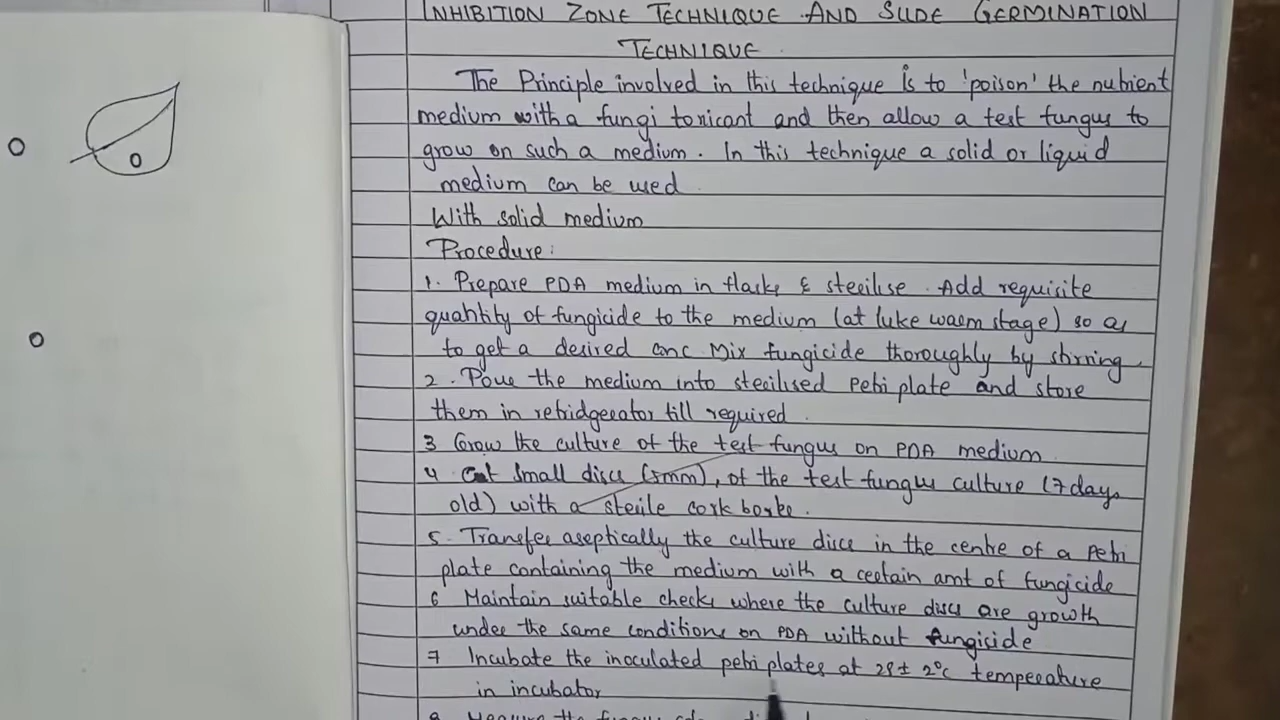 INHIBITION ZONE TECHNIQUE AND SLIDE GERMINATION
TECHNIQUE.
The Principle involved in this technique is to 'poison' the nutrient
medium with a fungi toxicant and then allow a test fungus to
grow on such a medium. In this technique a solid or liquid
medium can be used
With solid medium
Procedure:
1. Prepare PDA medium in flasks & sterilise. Add requisite
quantity of fungicide to the medium (at luke warm stage) so as
to get a desired conc. Mix fungicide thoroughly by stirring.
2. Pour the medium into sterilised petri plate and store
them in refridgerator till required.
3 Grow the culture of the test fungus on PDA medium
4 Cut small discs (5mm), of the test fungus culture (7 days
old) with a sterile cork borke.
5. Transfer aseptically the culture discs in the centre of a petri
plate containing the medium with a certain amt of fungicide
6 Maintain suitable checks where the culture discs are growth
under the same conditions on PDA without fungicide
7 Incubate the inoculated petri plates at ± 2°C temperature
in incubator
8 Measure the